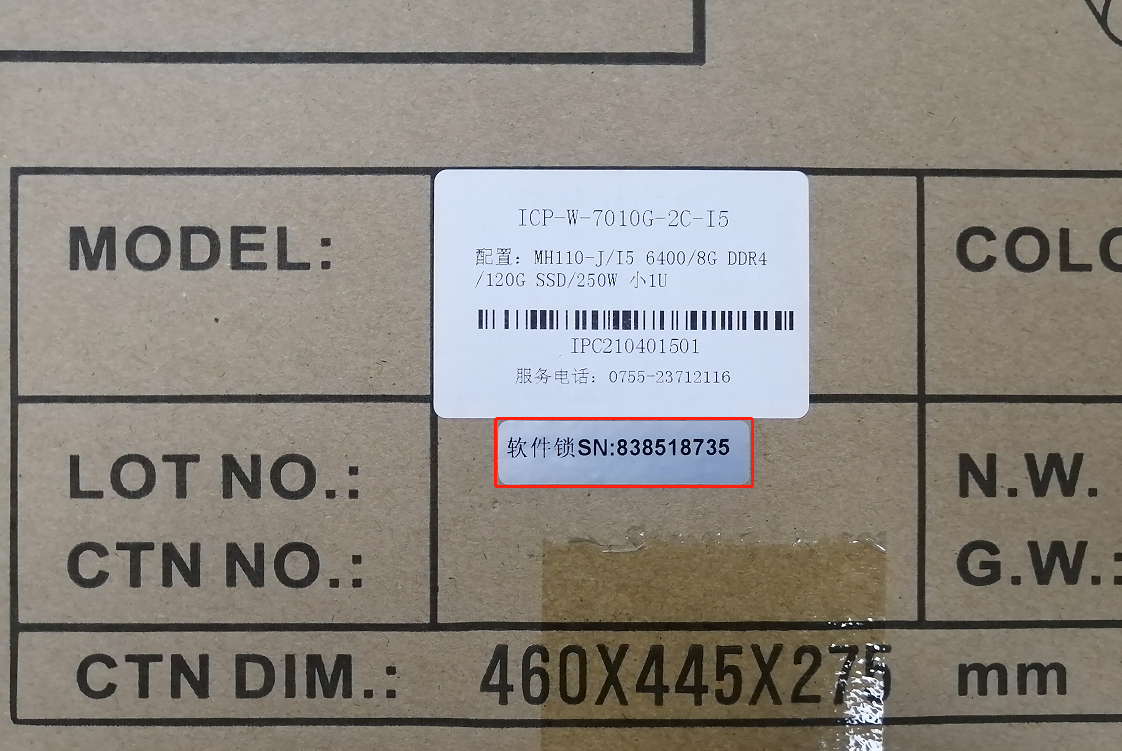 MODEL:
ICP-W-7010G-2C-I5
配置: MH110-J/I5 6400/8G DDR4
/120G SSD/250W 小1U
IPC210401501
服务电话: 0755-23712116
COLO
LOT NO.:
软件锁SN:838518735
N.W.
CTN NO.:
G.W.:
CTN DIM.: 460X445X275 mm